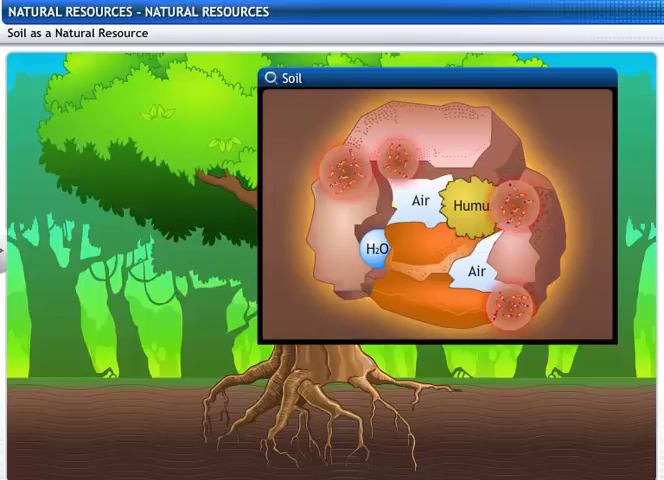 NATURAL RESOURCES - NATURAL RESOURCES
Soil as a Natural Resource
Soil
Air
Humu
H₂O
Air